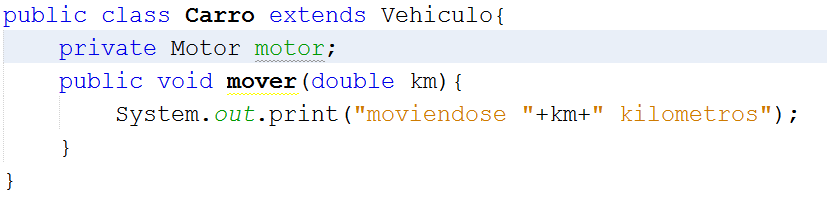 public class Carro extends Vehiculo{
private Motor motor;
public void mover(double km){
System.out.print("moviendose "+km+" kilometros");
}
}